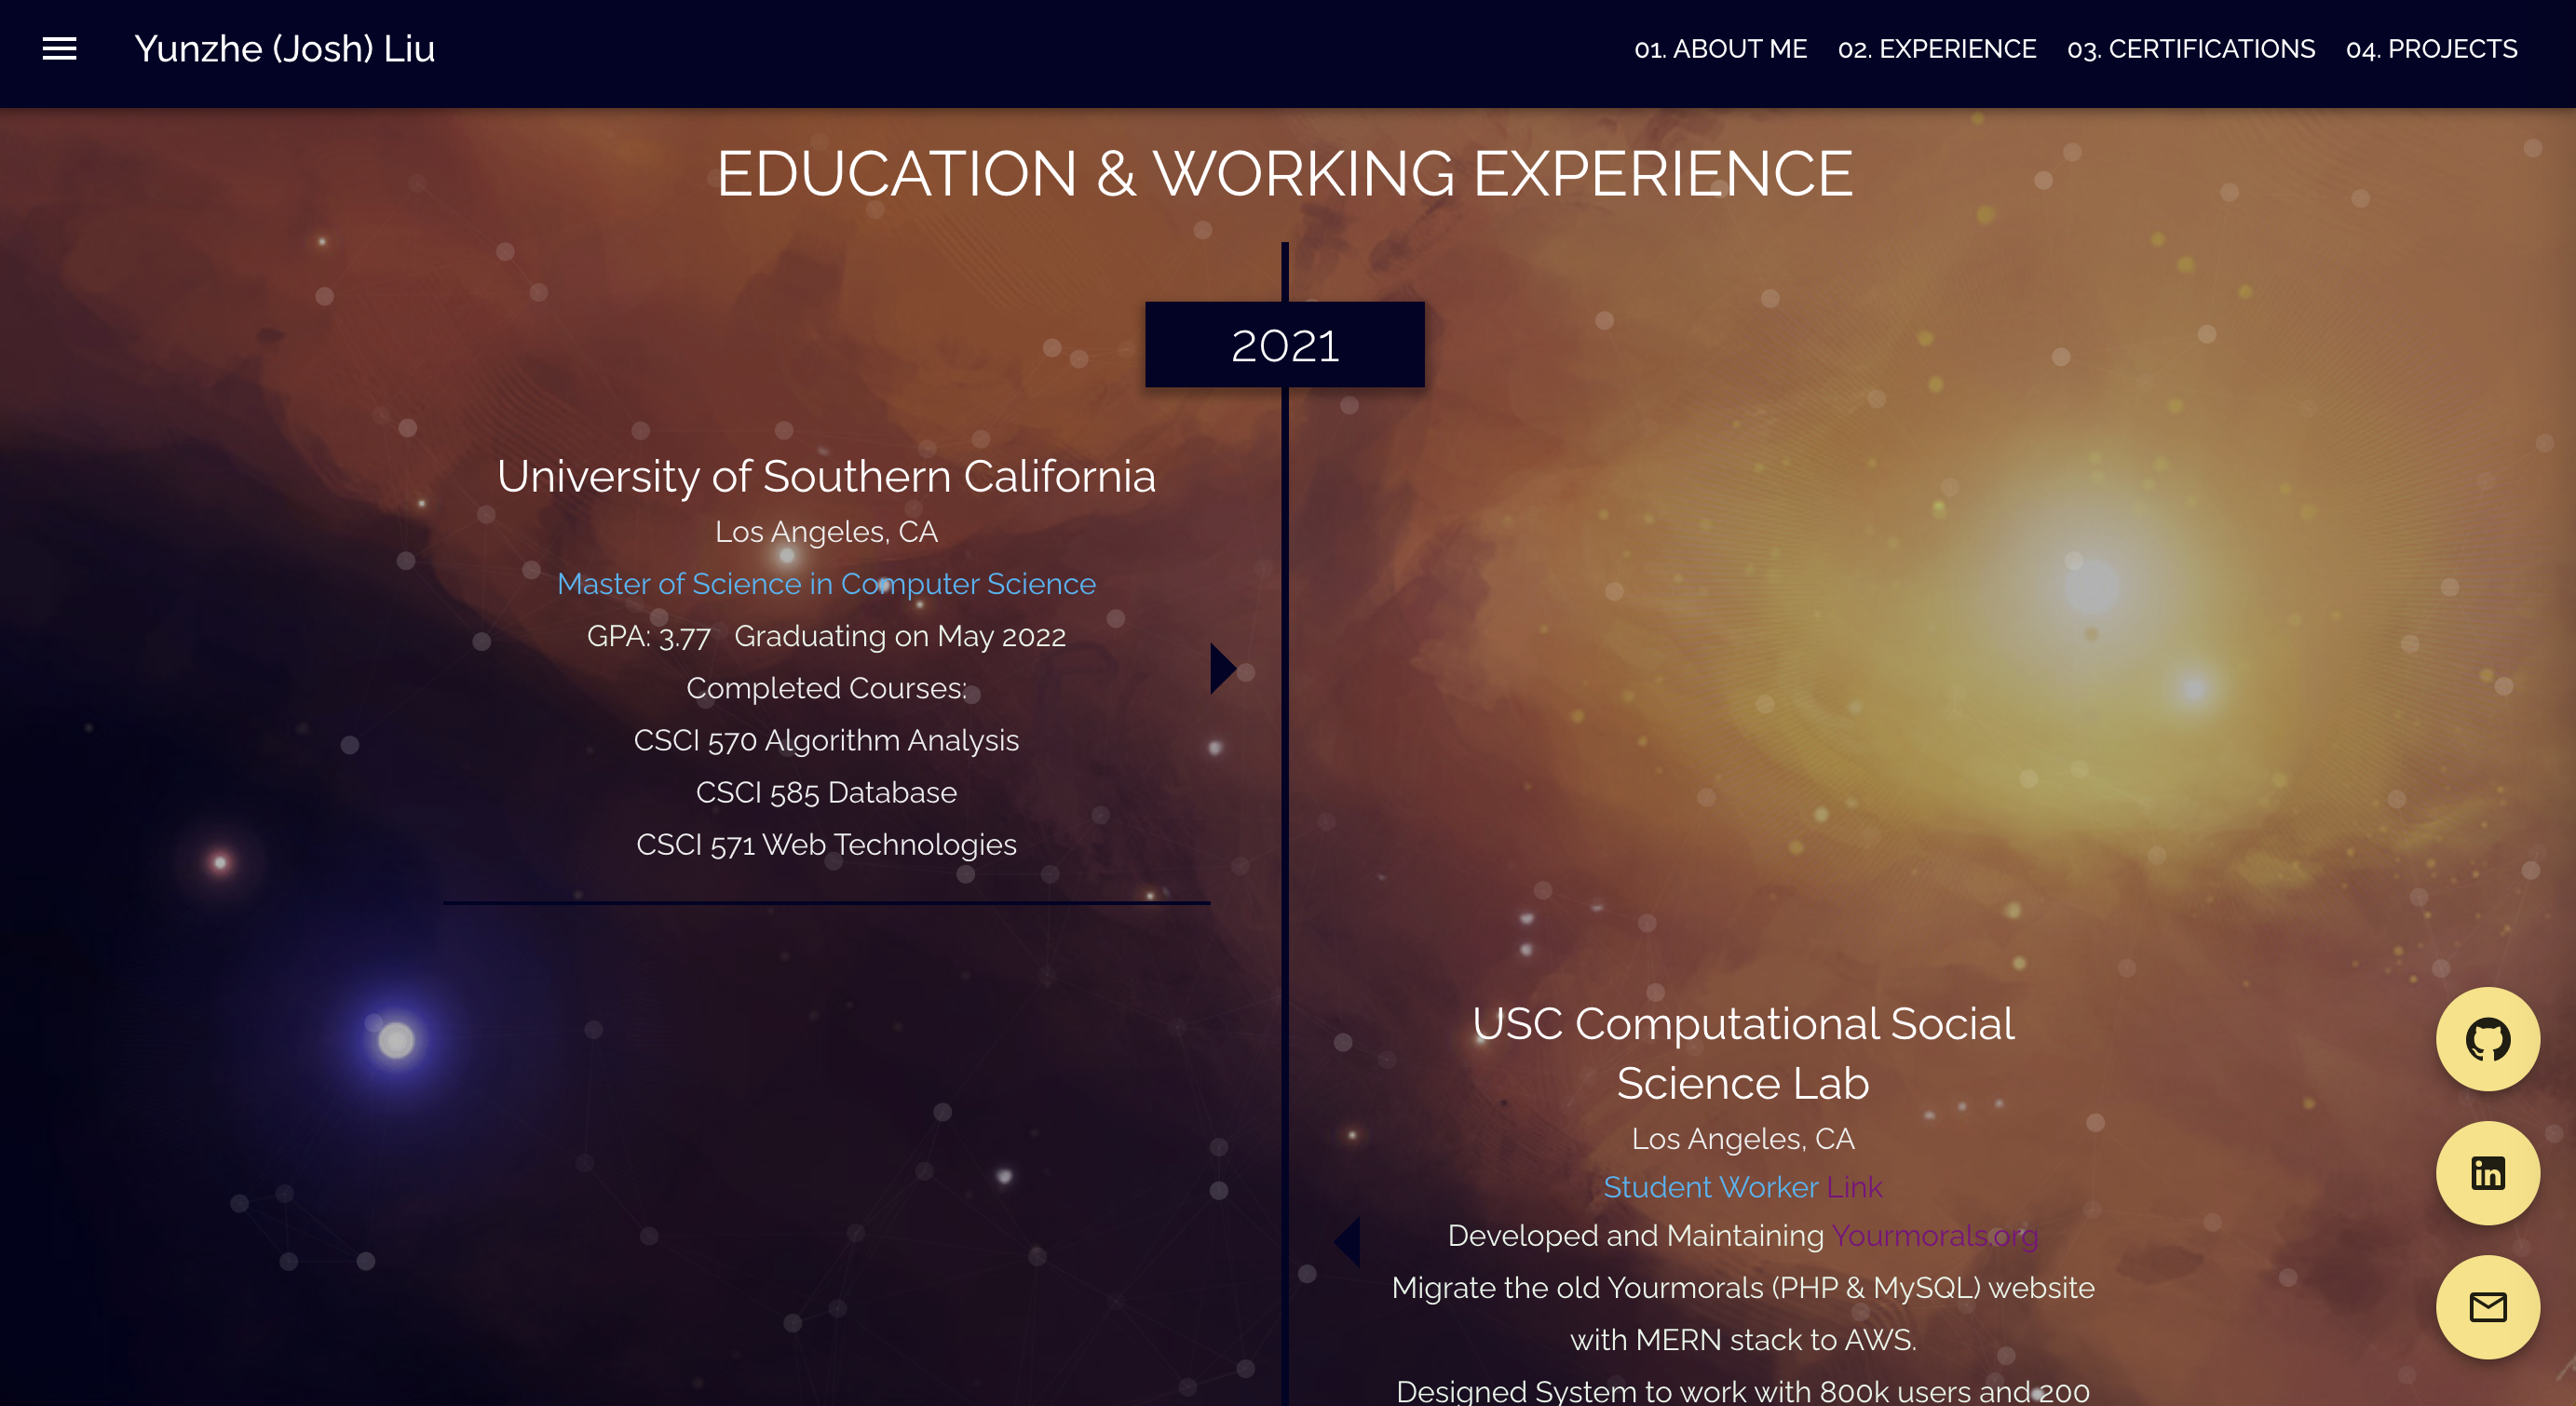 Yunzhe (Josh) Liu
01. ABOUT ME 02. EXPERIENCE 03. CERTIFICATIONS 04. PROJECTS
EDUCATION & WORKING EXPERIENCE
2021
University of Southern California
Los Angeles, CA
Master of Science in Computer Science
GPA: 3.77 Graduating on May 2022
Completed Courses:
CSCI 570 Algorithm Analysis
CSCI 585 Database
CSCI 571 Web Technologies
USC Computational Social
Science Lab
Los Angeles, CA
Student Worker Link
Developed and Maintaining Yourmorals.org
Migrate the old Yourmorals (PHP & MySQL) website
with MERN stack to AWS.
Designed System to work with 800k users and 200
in